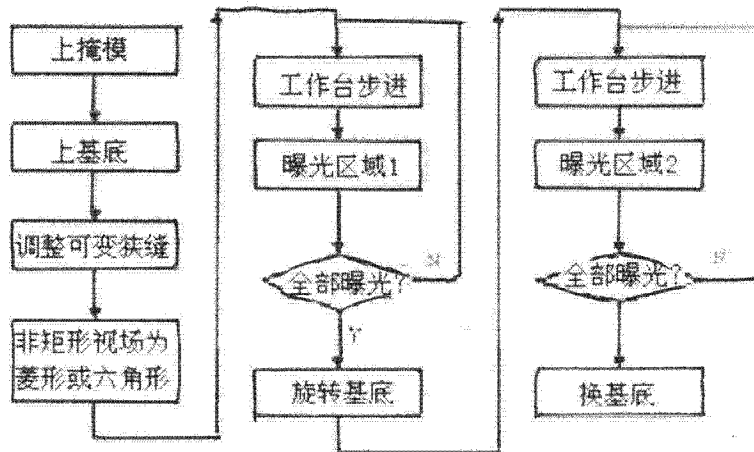 上掩模
上基底
调整可变狭缝
非矩形视场为
菱形或六角形
工作台步进
曝光区域1
全部曝光?
N
Y
旋转基底
工作台步进
曝光区域2
全部曝光?
N
换基底